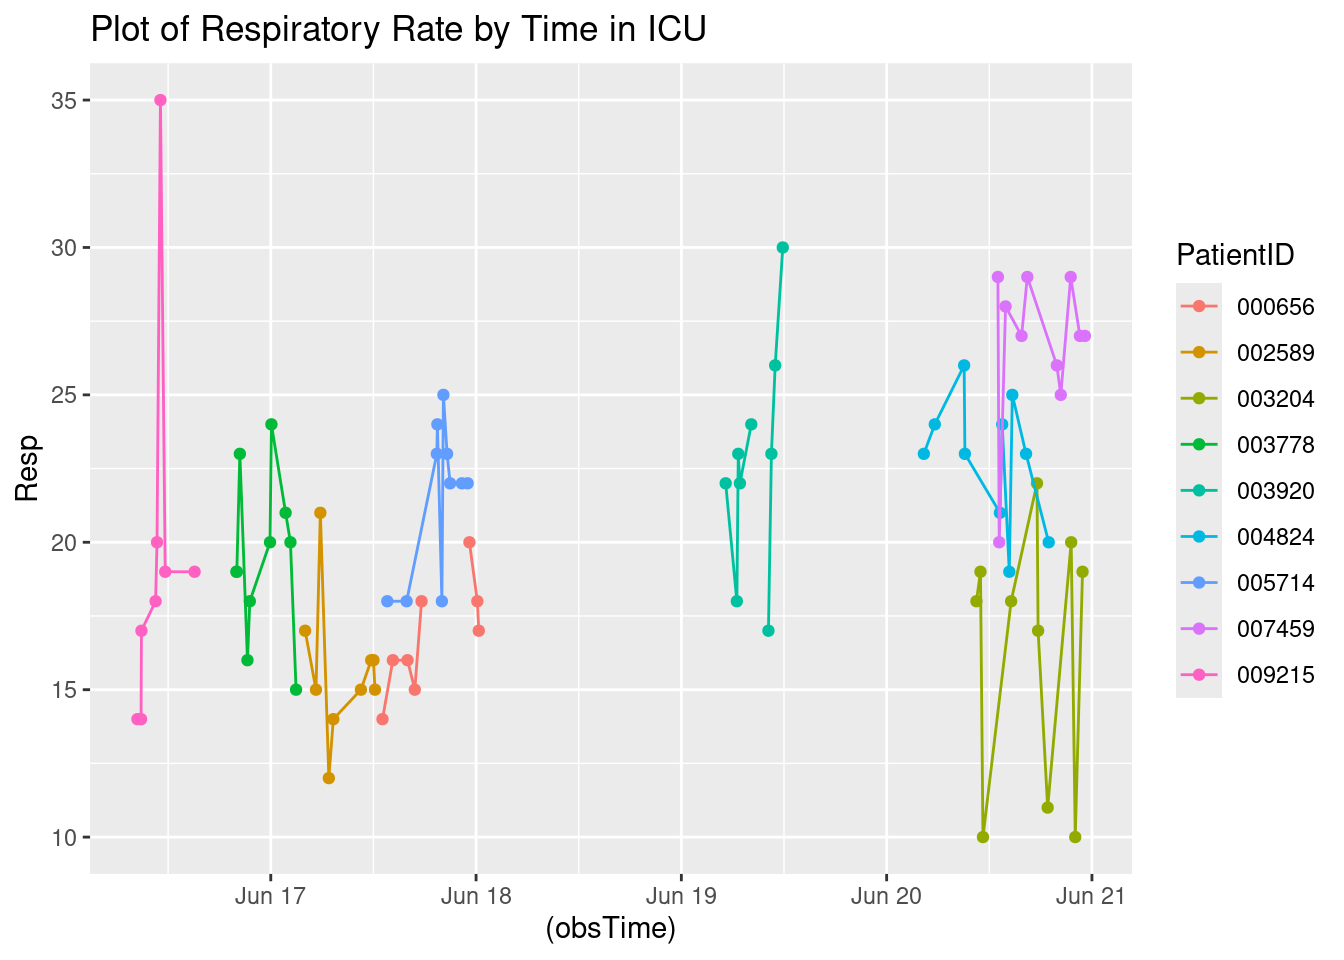 Plot of Respiratory Rate by Time in ICU
35
30
25
20
15
10
Resp
Jun 17
Jun 18
Jun 19
Jun 20
Jun 21
(obsTime)
PatientID
000656
002589
003204
003778
003920
004824
005714
007459
009215